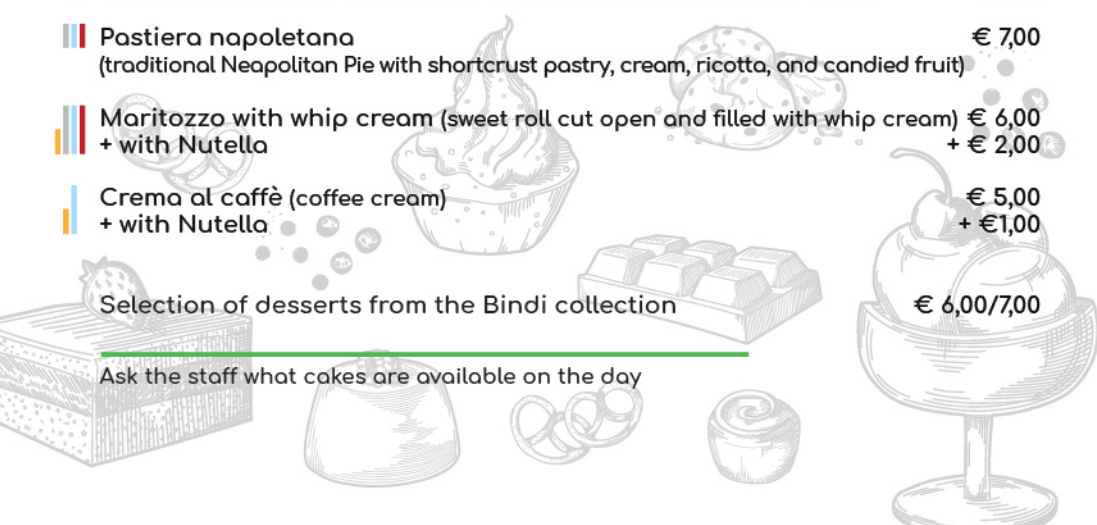 Pastiera napoletana € 7,00
(traditional Neapolitan Pie with shortcrust pastry, cream, ricotta, and candied fruit)
Maritozzo with whip cream (sweet roll cut open and filled with whip cream) € 6,00
+ with Nutella + € 2,00
Crema al caffè (coffee cream) € 5,00
+ with Nutella + €1,00
Selection of desserts from the Bindi collection € 6,00/7,00
Ask the staff what cakes are available on the day